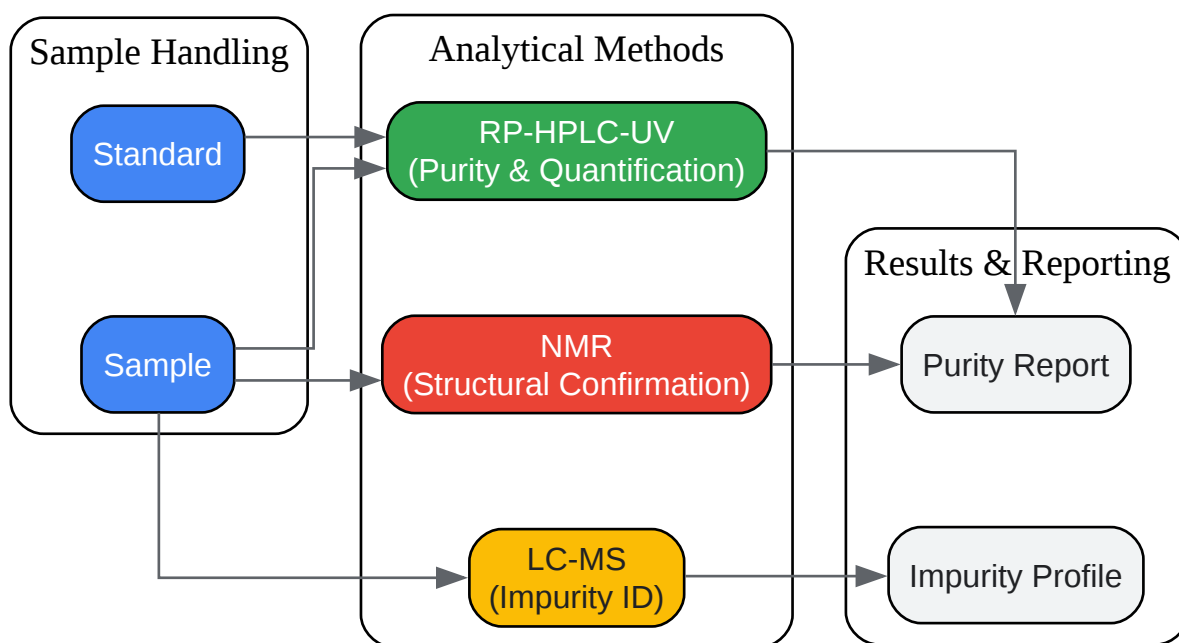 Sample Handling
Standard
Sample
Analytical Methods
RP-HPLC-UV
(Purity & Quantification)
NMR
(Structural Confirmation)
LC-MS
(Impurity ID)
Results & Reporting
Purity Report
Impurity Profile